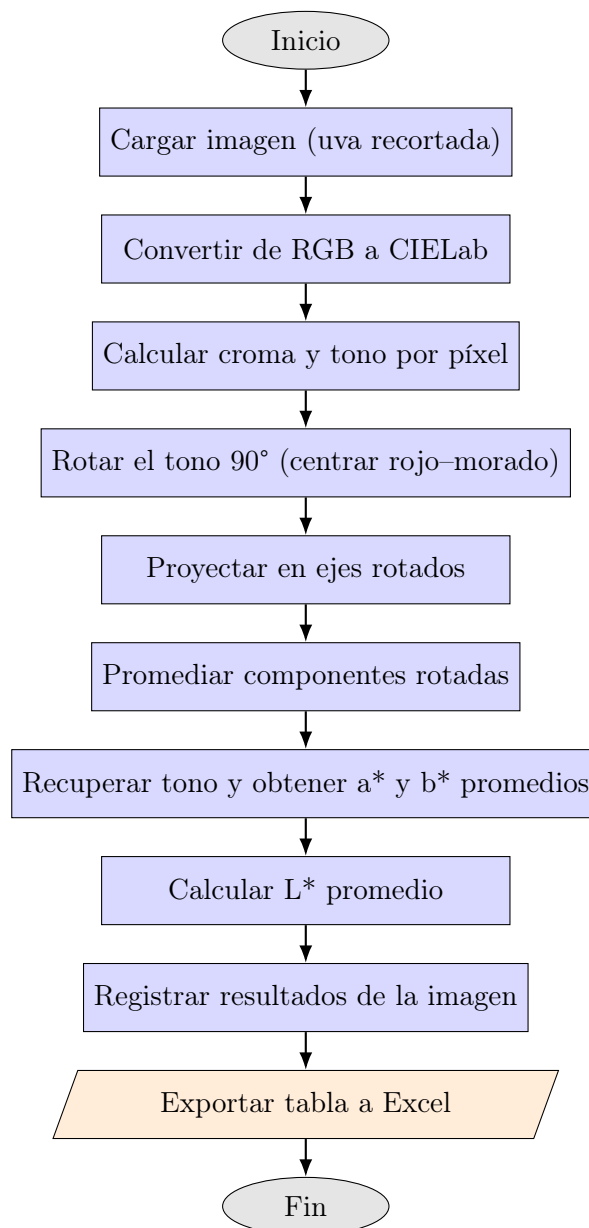 Inicio
Cargar imagen (uva recortada)
Convertir de RGB a CIELab
Calcular croma y tono por píxel
Rotar el tono 90° (centrar rojo–morado)
Proyectar en ejes rotados
Promediar componentes rotadas
Recuperar tono y obtener a* y b* promedios
Calcular L* promedio
Registrar resultados de la imagen
Exportar tabla a Excel
Fin